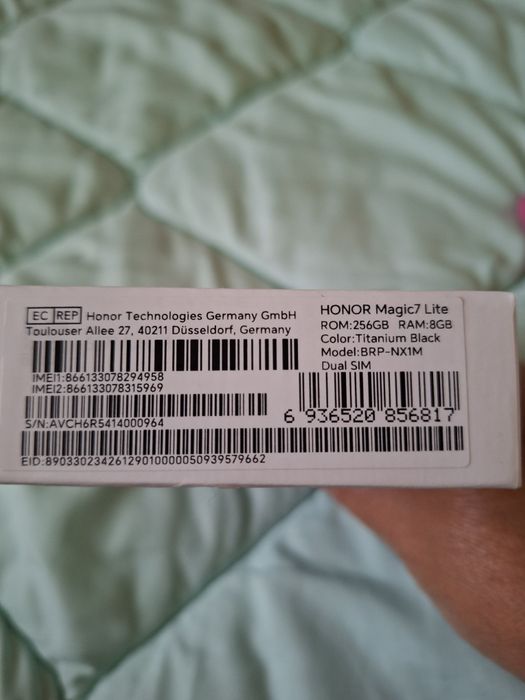 EC REP Honor Technologies Germany GmbH
Toulouser Allee 27, 40211 Düsseldorf, Germany
IMEI1:866133078294958
IMEI2:866133078315969
S/N:AVCH6R5414000964
EID:89033023426129010000050939579662
HONOR Magic7 Lite
ROM:256GB RAM:8GB
Color:Titanium Black
Model:BRP-NX1M
Dual SIM
6 936520 856817